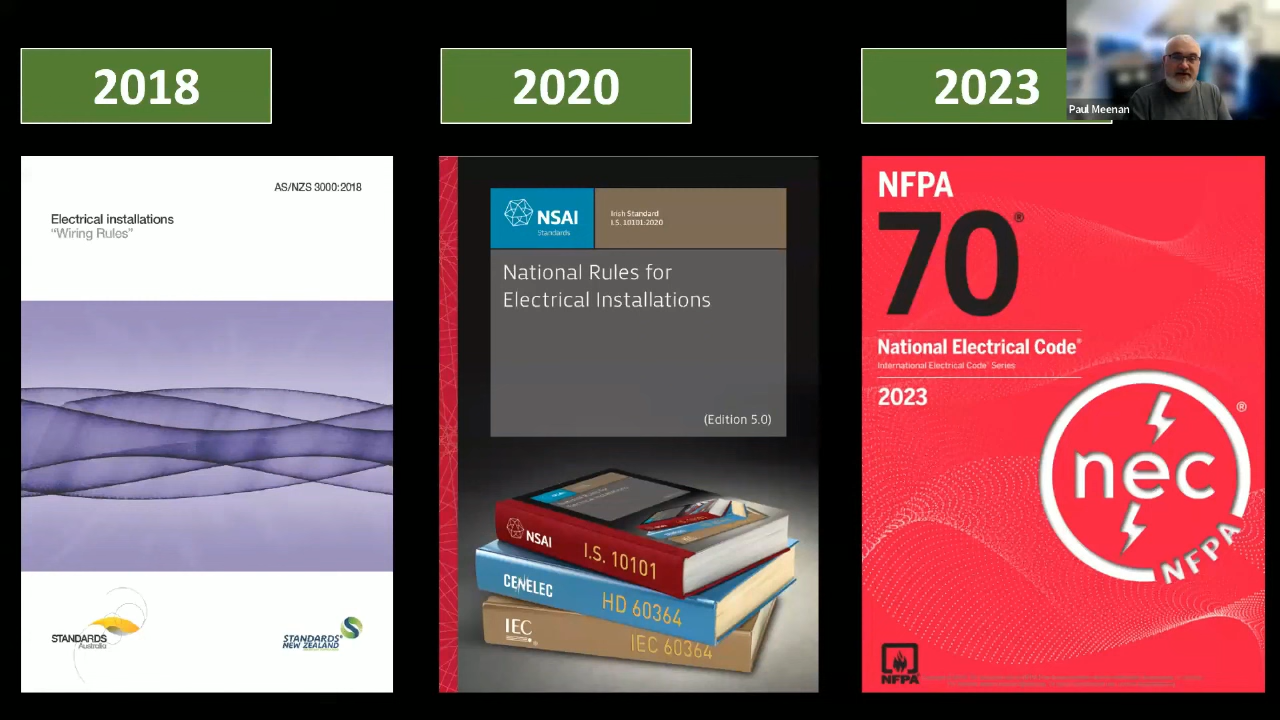 2018
2020
2023
Paul Meenan
AS/NZS 3000:2018
Electrical installations
"Wiring Rules"
STANDARDS
Australia
STANDARDS
NEW ZEALAND
NSAI
Standards
Irish Standard
I.S. 10101:2020
National Rules for
Electrical Installations
(Edition 5.0)
NSAI
I.S. 10101
CENELEC
HD 60364
IEC
IEC 60364
NFPA
70®
National Electrical Code®
International Electrical Code® Series
2023
nec®
NFPA
NFPA